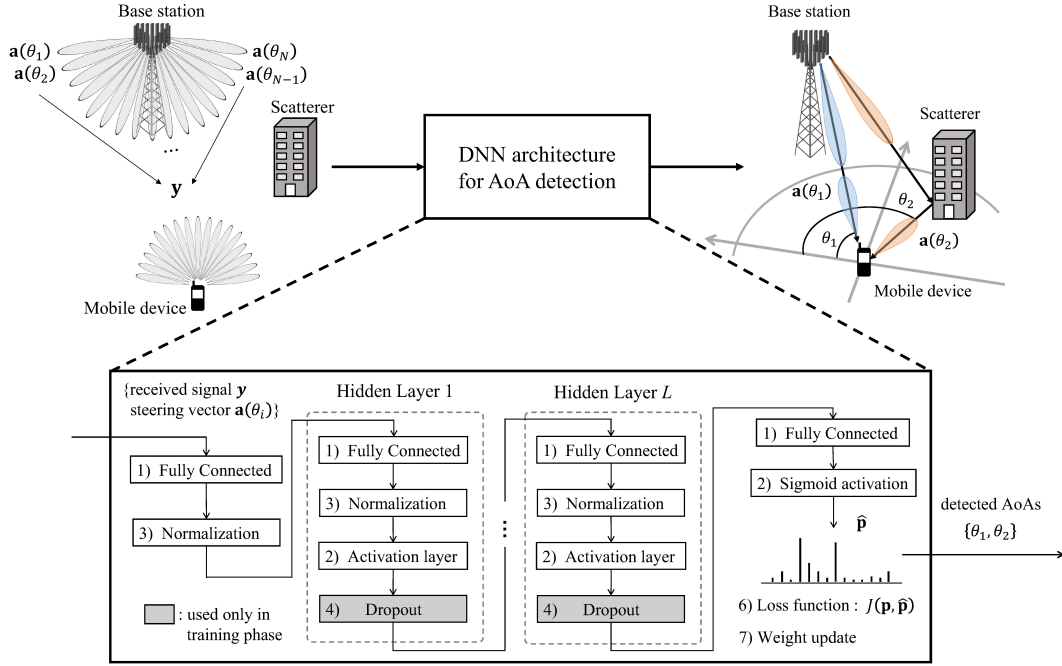 Base station
𝐚(𝜃₁)
𝐚(𝜃₂)
𝐚(𝜃_N)
𝐚(𝜃_{N−1})
...
𝐲
Scatterer
Mobile device
DNN architecture
for AoA detection
Base station
Scatterer
𝐚(𝜃₁)
𝜃₂
𝜃₁
𝐚(𝜃₂)
Mobile device
{received signal 𝒚
steering vector 𝐚(𝜃ᵢ)}
1) Fully Connected
3) Normalization
: used only in
training phase
Hidden Layer 1
1) Fully Connected
3) Normalization
2) Activation layer
4) Dropout
...
Hidden Layer L
1) Fully Connected
3) Normalization
2) Activation layer
4) Dropout
1) Fully Connected
2) Sigmoid activation
𝐩̂
6) Loss function : J(𝐩, 𝐩̂)
7) Weight update
detected AoAs
{𝜃₁, 𝜃₂}